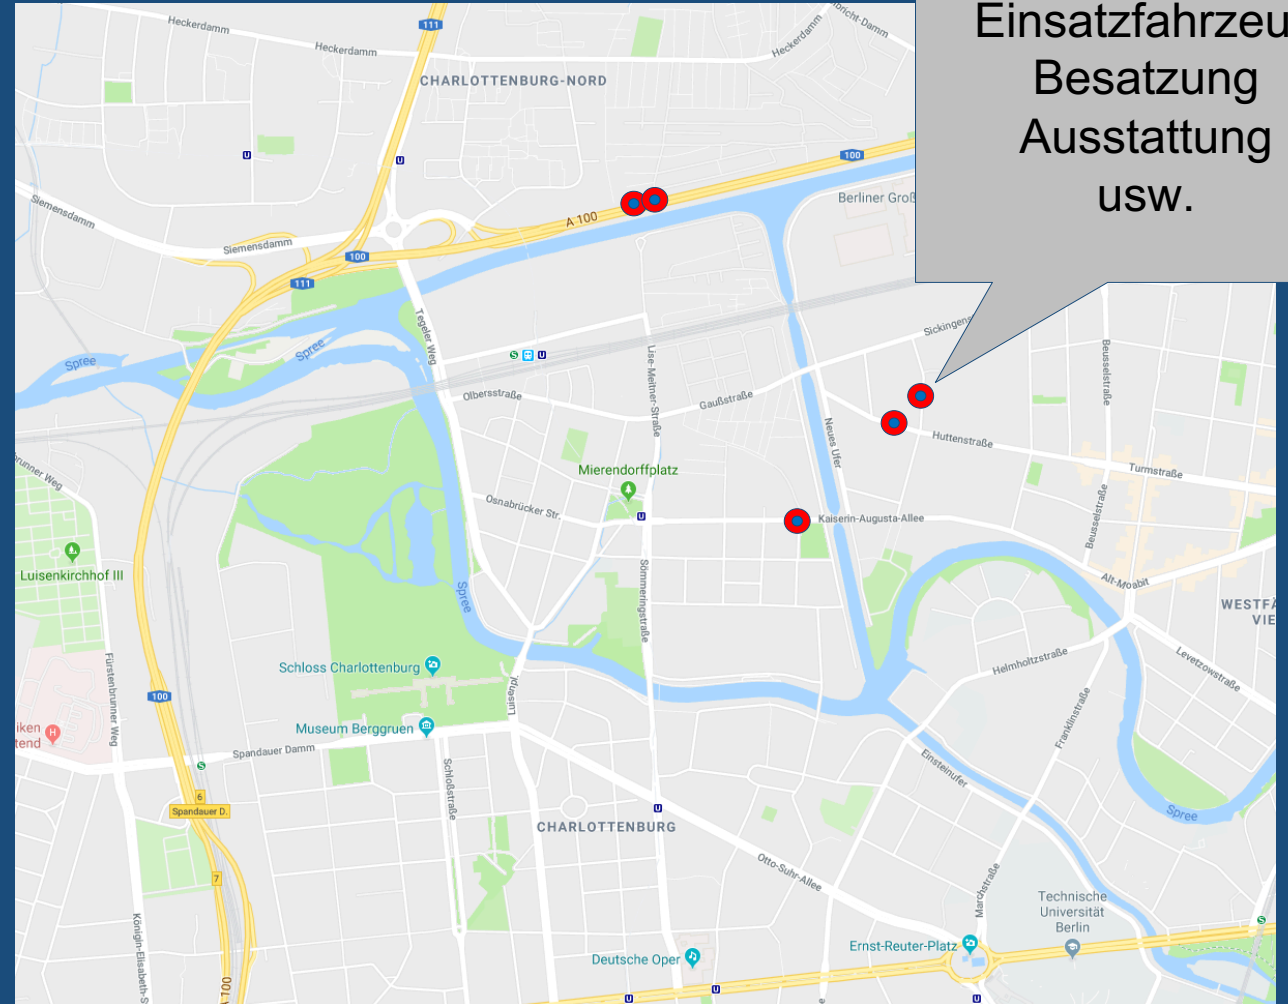 Einsatzfahrzeu
Besatzung
Ausstattung
usw.
Heckerdamm
111
Heckerdamm
Heckerdamm
CHARLOTTENBURG-NORD
U
U
100
Siemensdamm
Berliner Groß
A 100
Siemensdamm
100
111
Tegeler Weg
Sickingens
Spree
Spree
S
U
Lise-Meitner-Straße
Beusselstraße
Olbersstraße
Gaußstraße
Neues Ufer
Huttenstraße
Turmstraße
Mierendorffplatz
Osnabrücker Str.
U
Kaiserin-Augusta-Allee
Beusselstraße
Luisenkirchhof III
Spree
Sömmeringstraße
Alt-Moabit
WESTFÄ
VIE
Fürstenbrunner Weg
Schloss Charlottenburg
Helmholtzstraße
Levetzowstraße
100
Luisenpl.
Franklinstraße
iken
tend
H
Museum Berggruen
Spandauer Damm
S
Schloßstraße
Einsteinufer
6
Spandauer D.
U
Spree
CHARLOTTENBURG
Otto-Suhr-Allee
7
Marchstraße
Technische
Universität
Berlin
Königin-Elisabeth-S
S
Ernst-Reuter-Platz
Deutsche Oper
A 100
U
U
U